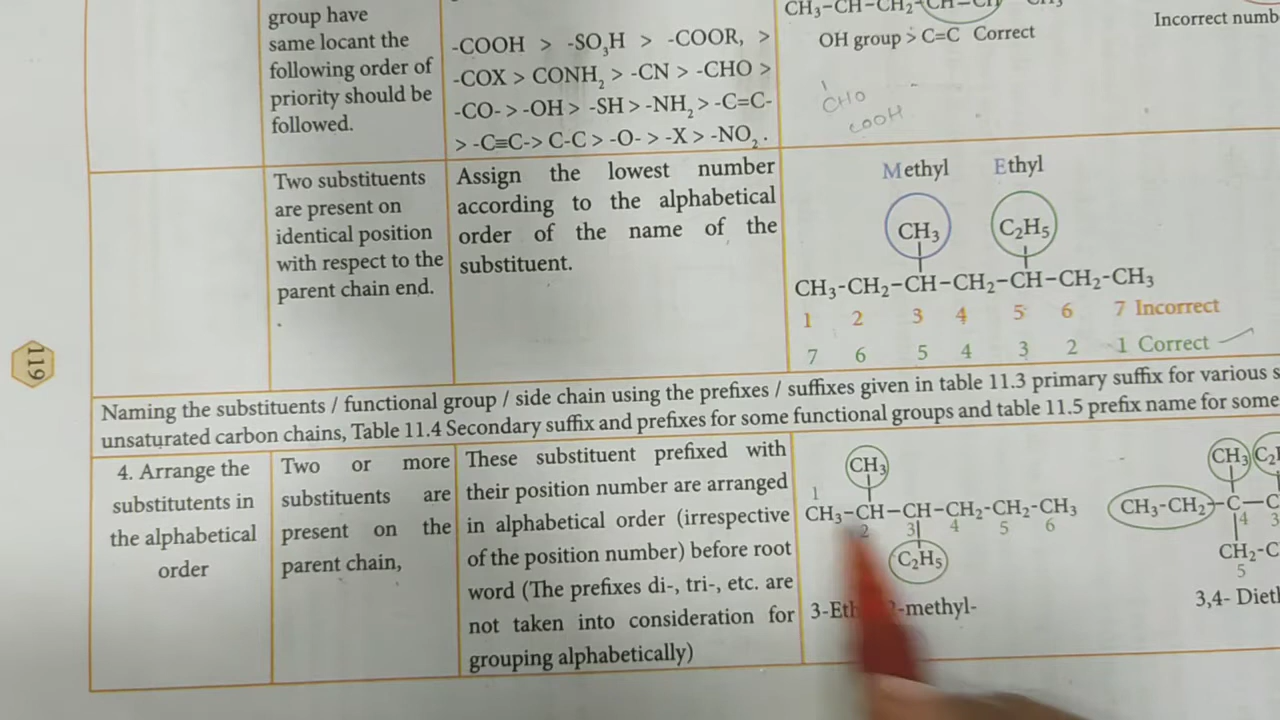 group have
same locant the
following order of
priority should be
followed.
-COOH > -SO₃H > -COOR, >
-COX > CONH₂ > -CN > -CHO >
-CO- > -OH > -SH > -NH₂ > -C=C-
> -C≡C-> C-C > -O- > -X > -NO₂ .
CH₃-CH-CH₂-CH=CH
OH group > C=C Correct
Incorrect numb
CHO
COOH
Two substituents
are present on
identical position
with respect to the
parent chain end.
Assign the lowest number
according to the alphabetical
order of the name of the
substituent.
Methyl Ethyl
CH₃ C₂H₅
CH₃-CH₂-CH-CH₂-CH-CH₂-CH₃
1 2 3 4 5 6 7 Incorrect
7 6 5 4 3 2 1 Correct
119
Naming the substituents / functional group / side chain using the prefixes / suffixes given in table 11.3 primary suffix for various s
unsaturated carbon chains, Table 11.4 Secondary suffix and prefixes for some functional groups and table 11.5 prefix name for some
4. Arrange the
substitutents in
the alphabetical
order
Two or more
substituents are
present on the
parent chain,
These substituent prefixed with
their position number are arranged
in alphabetical order (irrespective
of the position number) before root
word (The prefixes di-, tri-, etc. are
not taken into consideration for
grouping alphabetically)
CH₃
1
CH₃-CH-CH-CH₂-CH₂-CH₃
2 3 4 5 6
C₂H₅
3-Eth 2-methyl-
CH₃ C₂
CH₃-CH₂-C-C
4 3
CH₂-C
5
3,4- Dieth